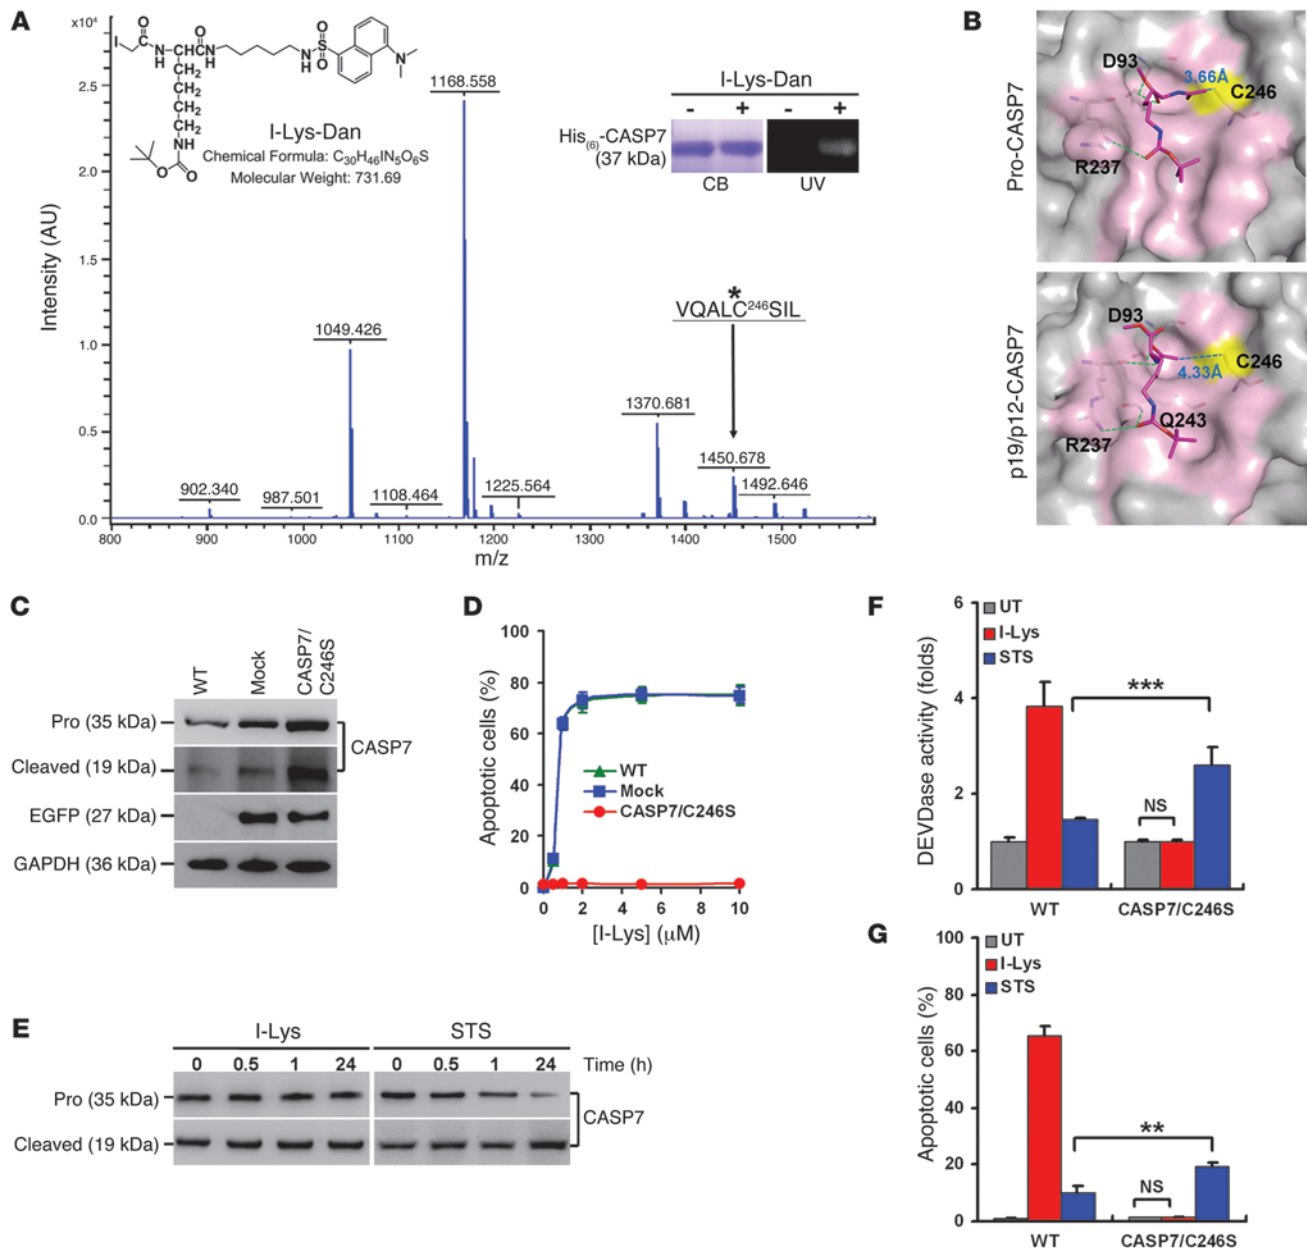 A
x10⁴
2.5
2.0
1.5
1.0
0.5
0.0
Intensity (AU)
800 900 1000 1100 1200 1300 1400 1500
m/z
I
O
NH
O
NH
CH₂
CH₂
CH₂
CH₂
NH
O
O
NH
O
S
O
N
I-Lys-Dan
Chemical Formula: C₃₀H₄₆IN₅O₆S
Molecular Weight: 731.69
902.340
987.501
1049.426
1108.464
1168.558
1225.564
1370.681
1450.678
1492.646
*
VQALC²⁴⁶SIL
I-Lys-Dan
- + - +
His₍₆₎-CASP7
(37 kDa)
CB UV
B
Pro-CASP7
D93
3.66Å
C246
R237
p19/p12-CASP7
D93
C246
4.33Å
Q243
R237
C
WT
Mock
CASP7/
C246S
Pro (35 kDa)
Cleaved (19 kDa)
CASP7
EGFP (27 kDa)
GAPDH (36 kDa)
D
Apoptotic cells (%)
100
80
60
40
20
0
WT
Mock
CASP7/C246S
0 2 4 6 8 10
[I-Lys] (µM)
E
I-Lys STS
0 0.5 1 24 0 0.5 1 24 Time (h)
Pro (35 kDa)
Cleaved (19 kDa)
CASP7
F
DEVDase activity (folds)
6
4
2
0
UT
I-Lys
STS
***
NS
WT CASP7/C246S
G
Apoptotic cells (%)
100
80
60
40
20
0
UT
I-Lys
STS
**
NS
WT CASP7/C246S